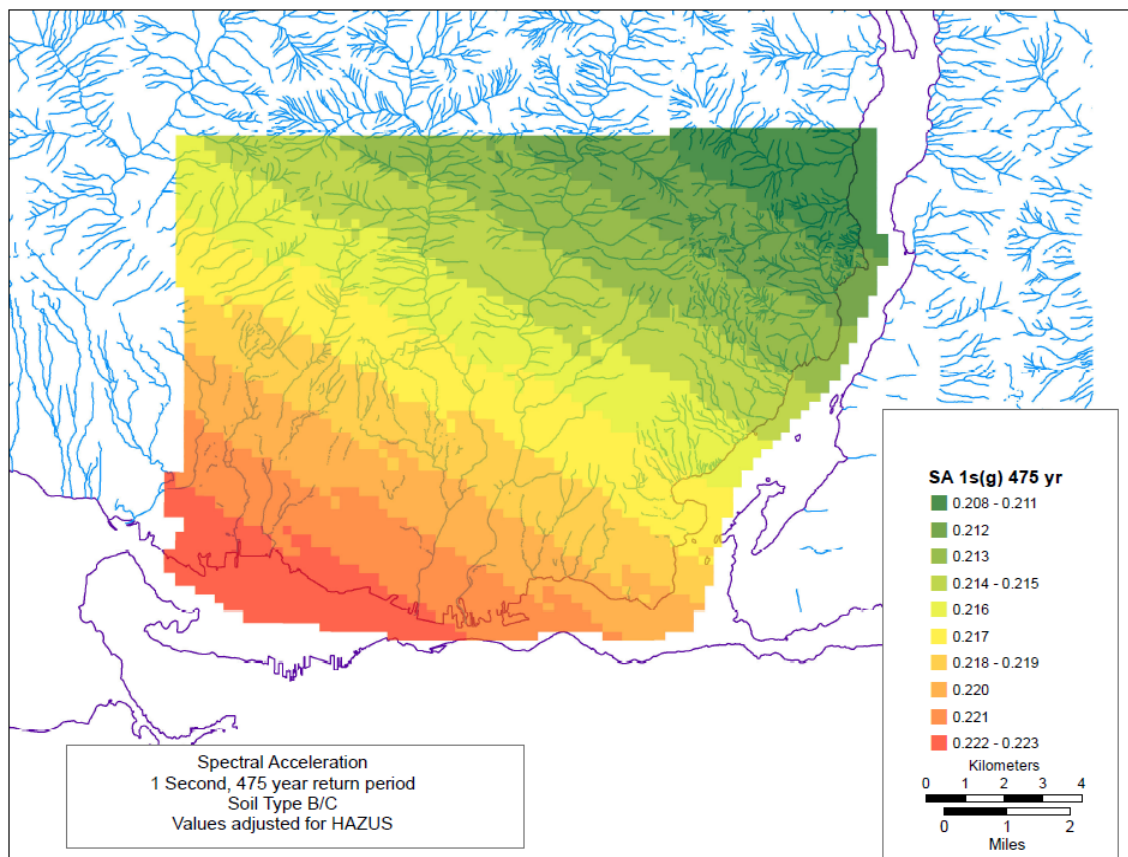 SA 1s(g) 475 yr
0.208 - 0.211
0.212
0.213
0.214 - 0.215
0.216
0.217
0.218 - 0.219
0.220
0.221
0.222 - 0.223
Kilometers
0 1 2 3 4
0 1 2
Miles
Spectral Acceleration
1 Second, 475 year return period
Soil Type B/C
Values adjusted for HAZUS